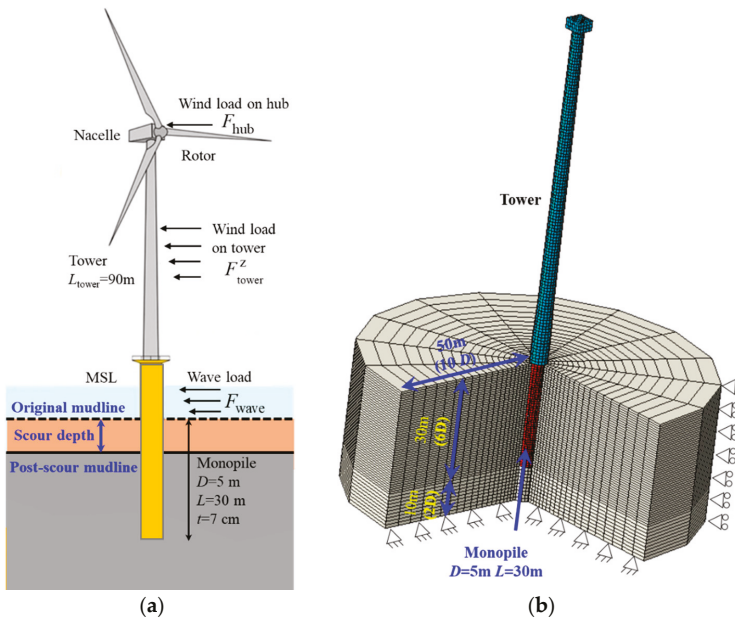 Wind load on hub
F_hub
Nacelle
Rotor
Wind load
on tower
F^z_tower
Tower
L_tower=90m
MSL
Wave load
F_wave
Original mudline
Scour depth
Post-scour mudline
Monopile
D=5 m
L=30 m
t=7 cm
(a)
Tower
50m
(10 D)
30m
(6D)
10m
(2D)
Monopile
D=5m L=30m
(b)